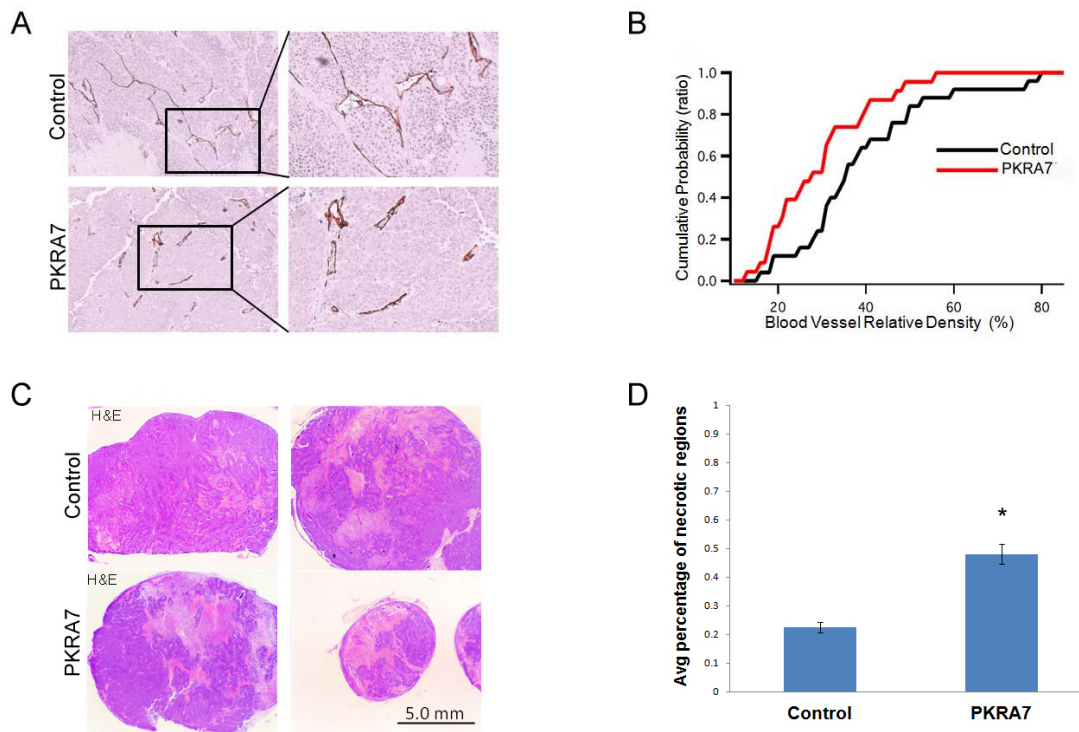 A
Control
PKRA7
B
Cumulative Probability (ratio)
1.0
0.8
0.6
0.4
0.2
0.0
20
40
60
80
Blood Vessel Relative Density (%)
Control
PKRA7
C
H&E
Control
H&E
PKRA7
5.0 mm
D
Avg percentage of necrotic regions
1
0.9
0.8
0.7
0.6
0.5
0.4
0.3
0.2
0.1
0
*
Control
PKRA7